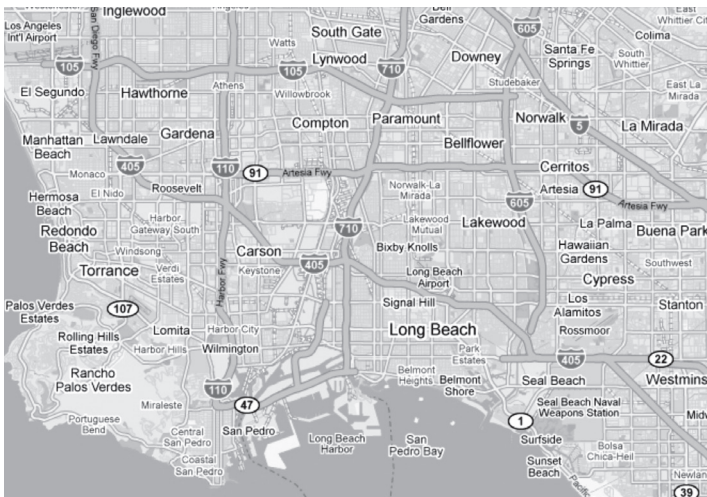 Inglewood
Los Angeles
Int'l Airport
San Diego Fwy
Watts
South Gate
Lynwood
Bell
Gardens
Downey
605
East
Whittier City
Colima
Santa Fe
Springs
South
Whittier
105
105
710
Studebaker
East La
Mirada
El Segundo
Hawthorne
Athens
Willowbrook
Compton
Paramount
Norwalk
5
La Mirada
Manhattan
Beach
Lawndale
Gardena
Bellflower
405
110
91
Artesia Fwy
Cerritos
Monaco
El Nido
Roosevelt
Norwalk-La
Mirada
Artesia
91
Artesia Fwy
Hermosa
Beach
Redondo
Beach
Harbor
Gateway South
710
Lakewood
Mutual
605
Lakewood
La Palma
Buena Park
Windsong
Carson
Bixby Knolls
Hawaiian
Gardens
Torrance
Verdi
Estates
Keystone
405
Long Beach
Airport
Southwest
Cypress
Harbor Fwy
Palos Verdes
Estates
107
Signal Hill
Los
Alamitos
Stanton
Rolling Hills
Estates
Lomita
Harbor City
Long Beach
Rossmoor
Harbor Hills
Wilmington
Park
Estates
405
22
Rancho
Palos Verdes
Belmont
Heights
Belmont
Shore
Seal Beach
Westmins
110
47
Miraleste
Seal Beach Naval
Weapons Station
Midw
Portuguese
Bend
Central
San Pedro
San Pedro
Long Beach
Harbor
San
Pedro Bay
1
Surfside
Bolsa
Chica-Heil
Coastal
San Pedro
Sunset
Beach
Pacific
Newlan
39